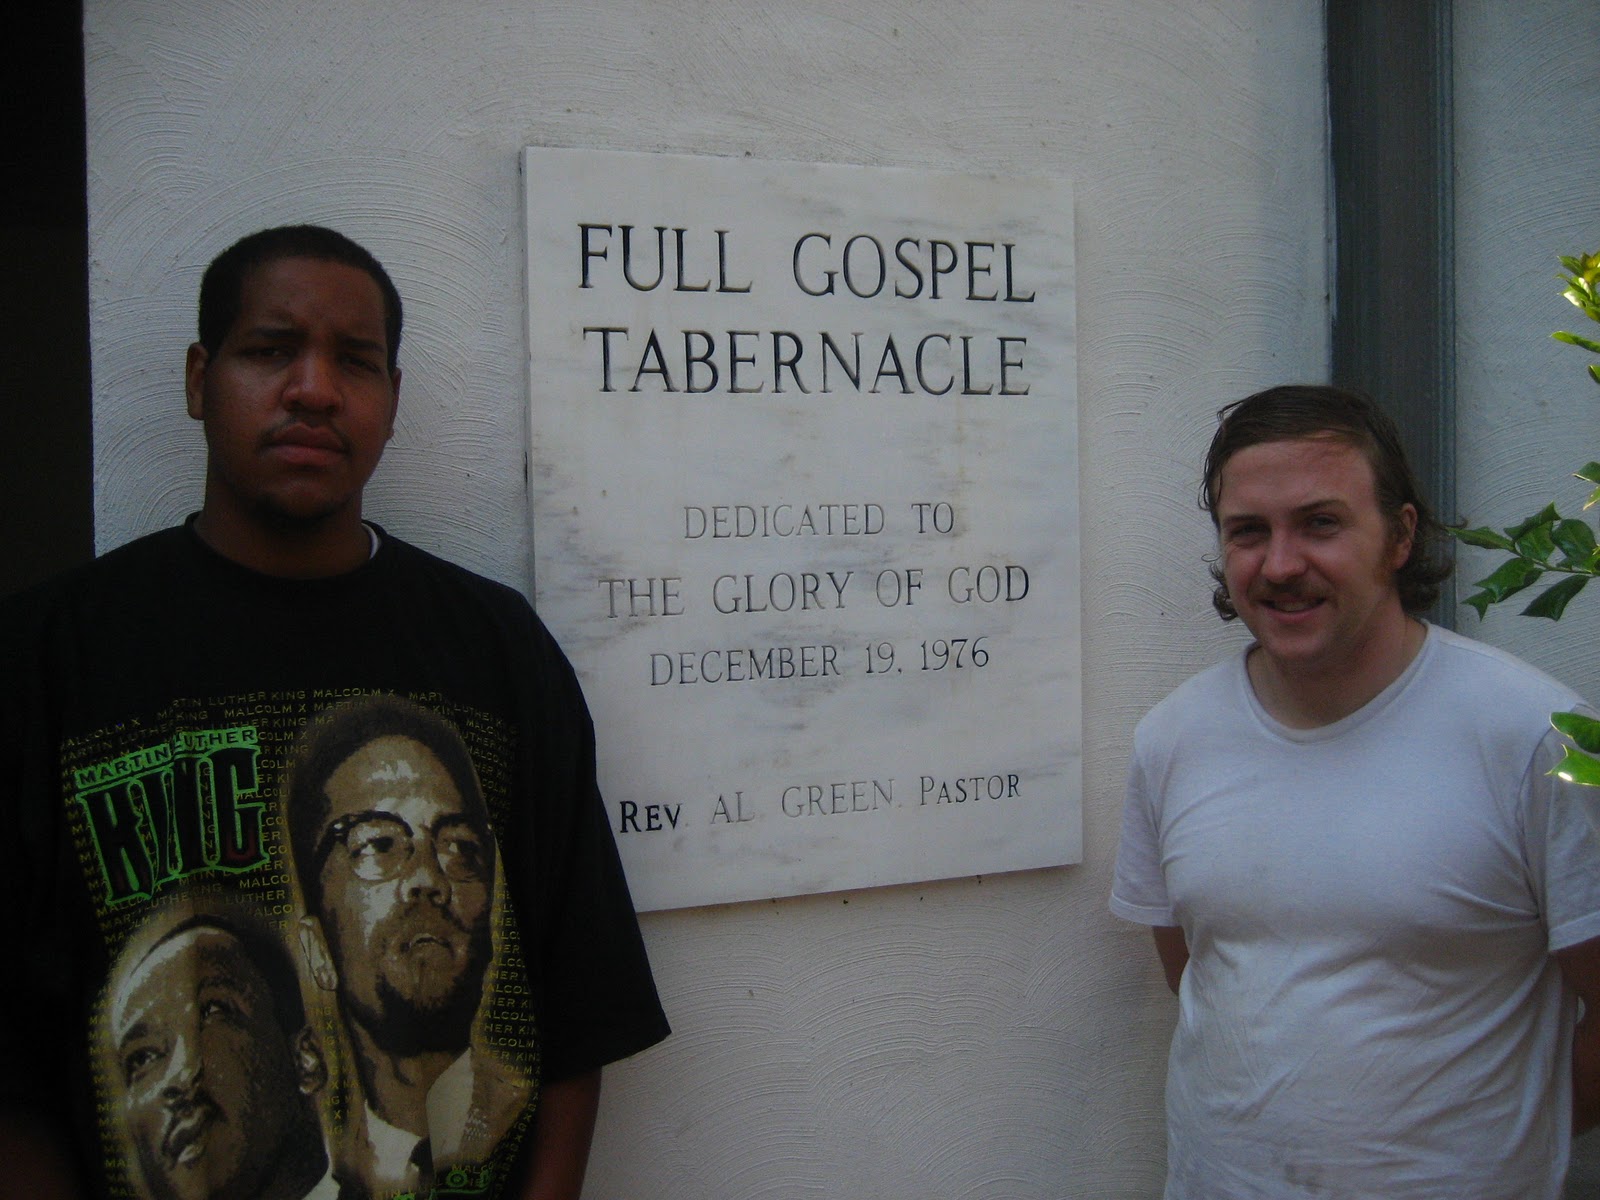 FULL GOSPEL
TABERNACLE
DEDICATED TO
THE GLORY OF GOD
DECEMBER 19, 1976
REV. AL GREEN, PASTOR
MARTIN LUTHER
KING